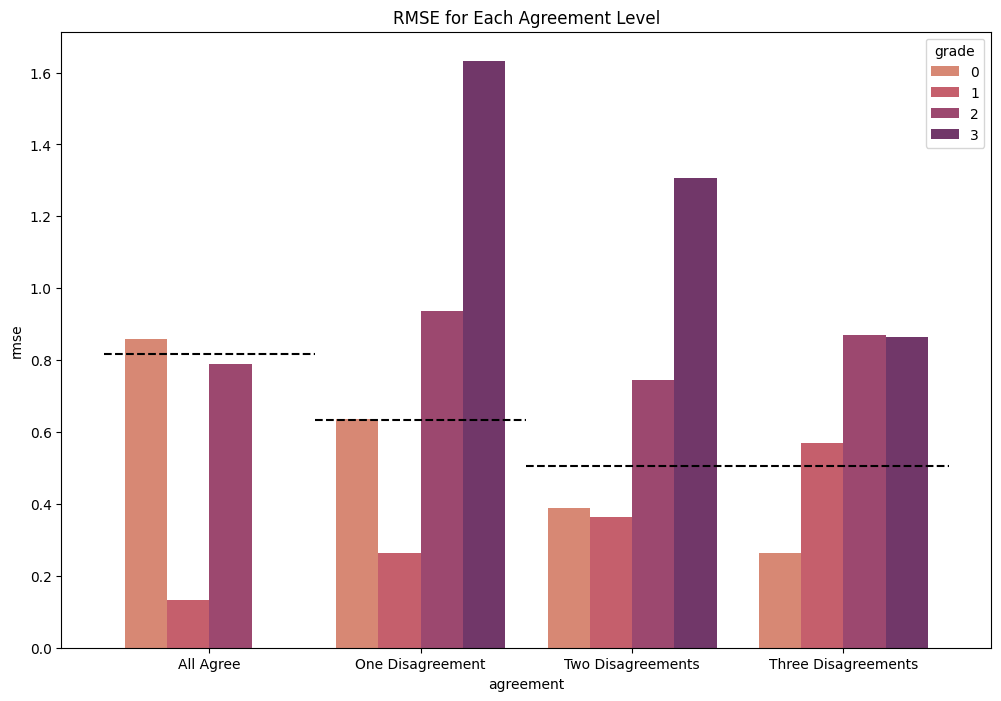 RMSE for Each Agreement Level
grade
0
1
2
3
rmse
1.6
1.4
1.2
1.0
0.8
0.6
0.4
0.2
0.0
All Agree
One Disagreement
Two Disagreements
Three Disagreements
agreement